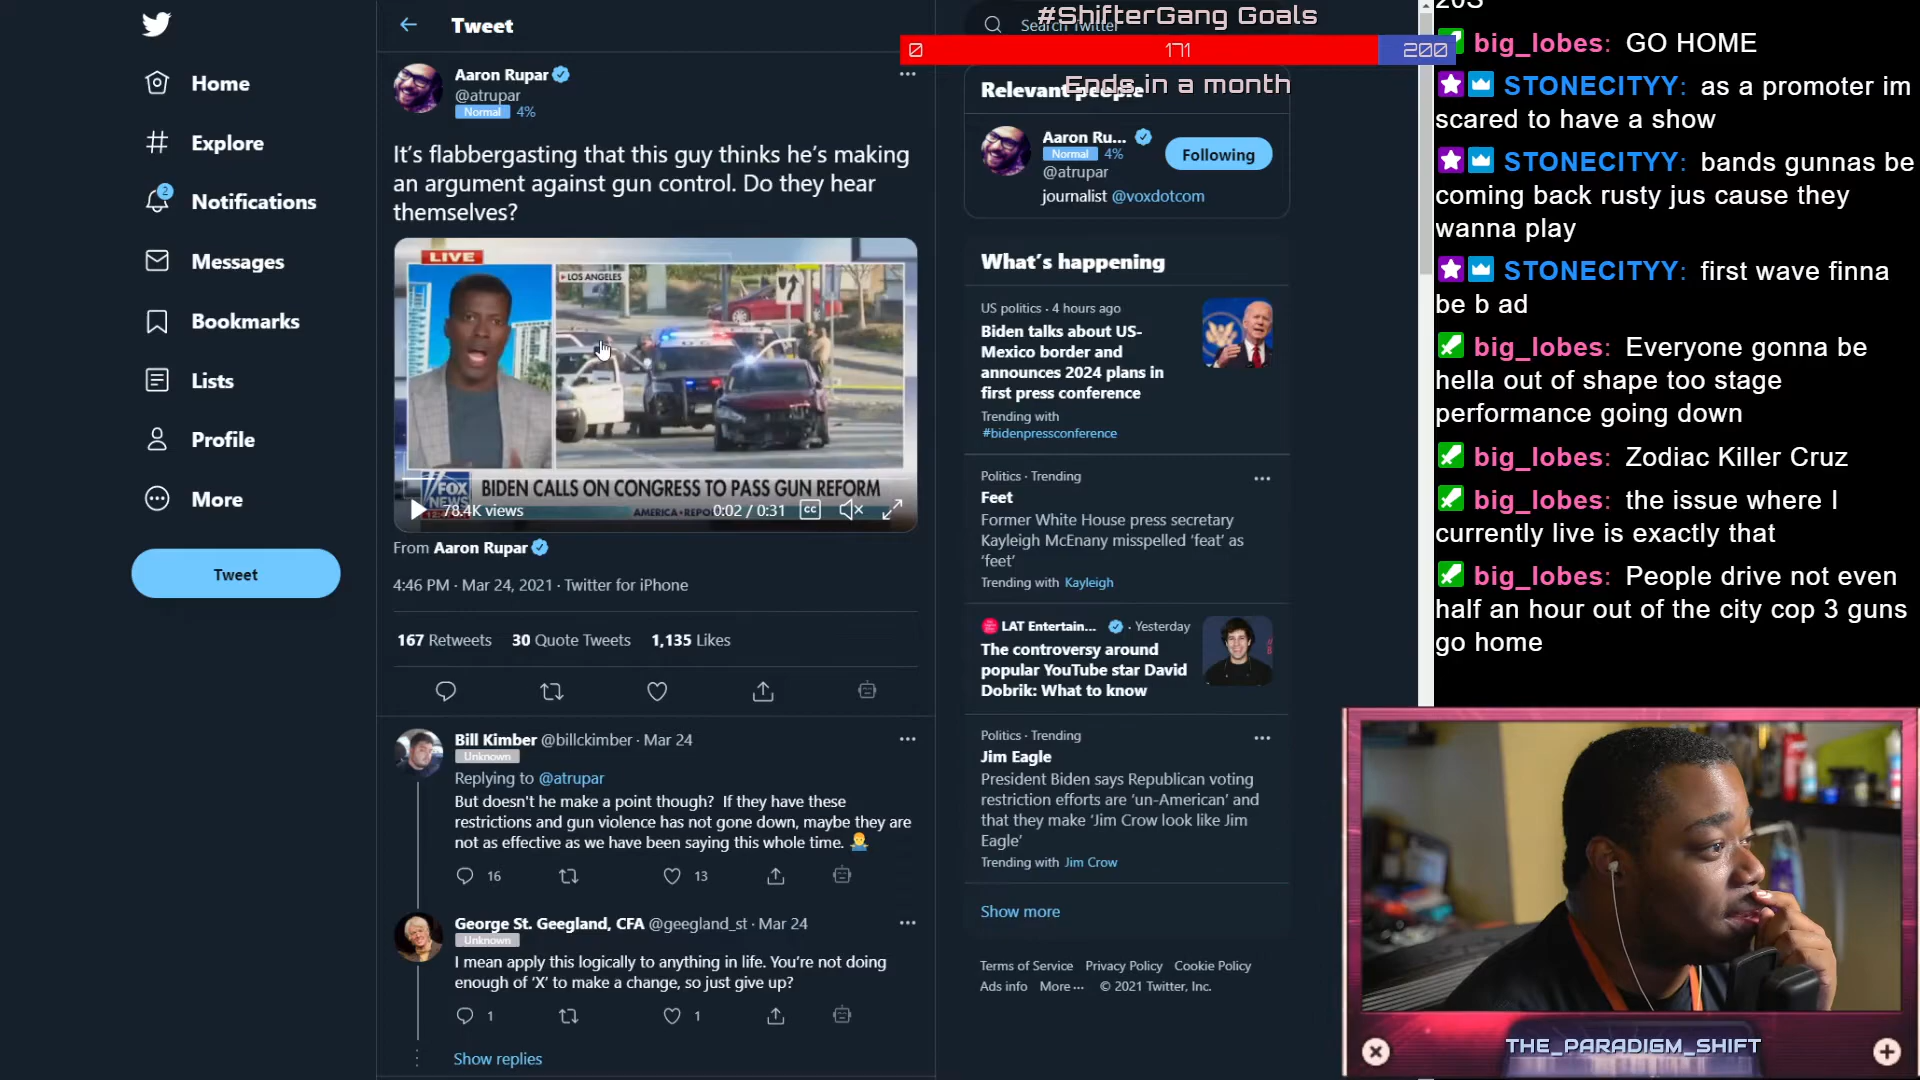 Home
Explore
2
Notifications
Messages
Bookmarks
Lists
Profile
More
Tweet
Tweet
Aaron Rupar
@atrupar
Normal 4%
It's flabbergasting that this guy thinks he's making
an argument against gun control. Do they hear
themselves?
LIVE
LOS ANGELES
FOX
NEWS
BIDEN CALLS ON CONGRESS TO PASS GUN REFORM
78.4K views
0:02 / 0:31
CC
From Aaron Rupar
4:46 PM · Mar 24, 2021 · Twitter for iPhone
167 Retweets 30 Quote Tweets 1,135 Likes
Bill Kimber @billckimber · Mar 24
Unknown
Replying to @atrupar
But doesn't he make a point though? If they have these
restrictions and gun violence has not gone down, maybe they are
not as effective as we have been saying this whole time.
16
13
George St. Geegland, CFA @geegland_st · Mar 24
Unknown
I mean apply this logically to anything in life. You're not doing
enough of 'X' to make a change, so just give up?
1
1
Show replies
#ShifterGang Goals
Search Twitter
0 171 200
Ends in a month
Relevant people
Aaron Ru...
Normal 4%
@atrupar
Following
journalist @voxdotcom
What's happening
US politics · 4 hours ago
Biden talks about US-
Mexico border and
announces 2024 plans in
first press conference
Trending with
#bidenpressconference
Politics · Trending
Feet
Former White House press secretary
Kayleigh McEnany misspelled 'feat' as
'feet'
Trending with Kayleigh
LAT Entertain... · Yesterday
The controversy around
popular YouTube star David
Dobrik: What to know
Politics · Trending
Jim Eagle
President Biden says Republican voting
restriction efforts are 'un-American' and
that they make 'Jim Crow look like Jim
Eagle'
Trending with Jim Crow
Show more
Terms of Service Privacy Policy Cookie Policy
Ads info More ··· © 2021 Twitter, Inc.
big_lobes: GO HOME
STONECITYY: as a promoter im
scared to have a show
STONECITYY: bands gunnas be
coming back rusty jus cause they
wanna play
STONECITYY: first wave finna
be b ad
big_lobes: Everyone gonna be
hella out of shape too stage
performance going down
big_lobes: Zodiac Killer Cruz
big_lobes: the issue where I
currently live is exactly that
big_lobes: People drive not even
half an hour out of the city cop 3 guns
go home
THE_PARADIGM_SHIFT